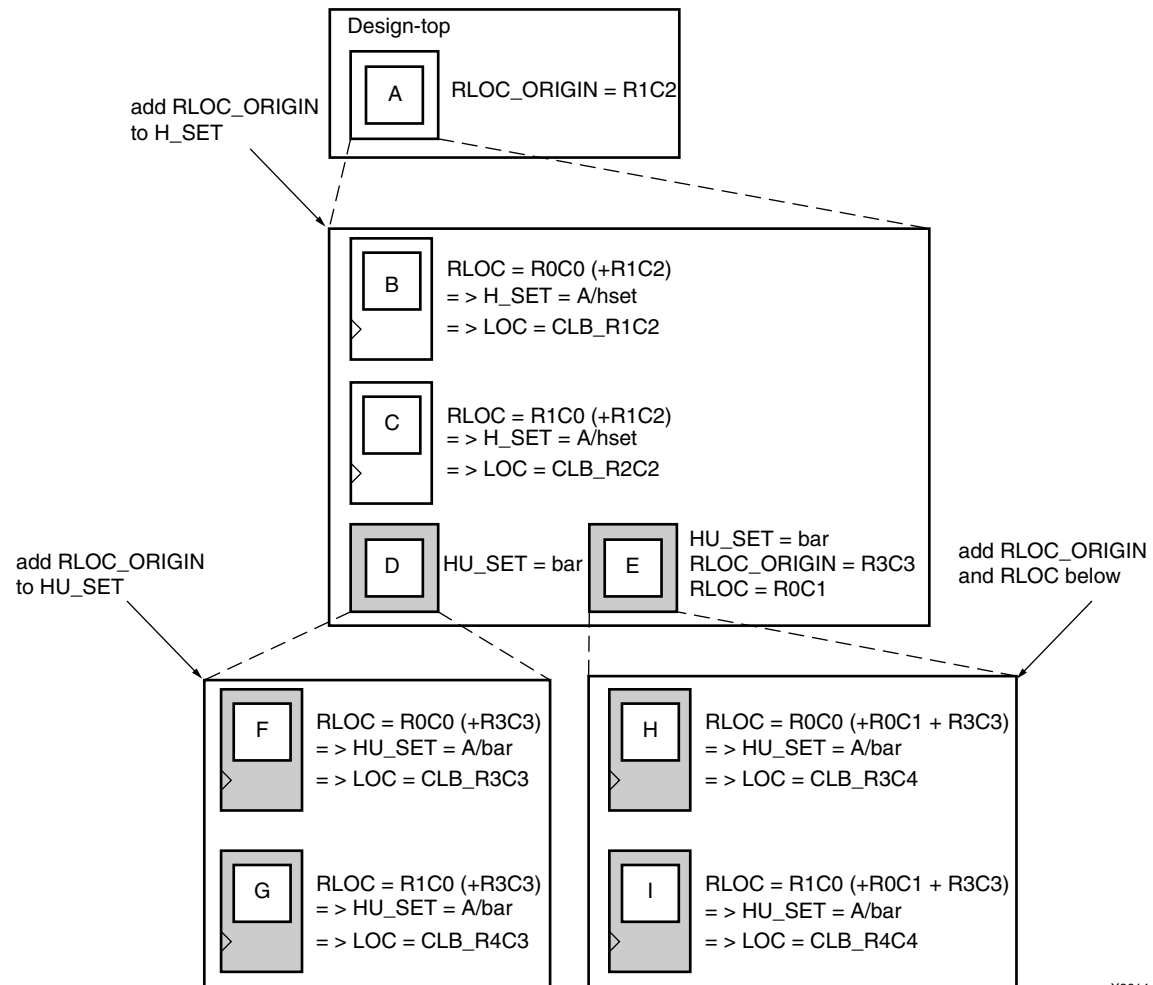 Design-top
A
RLOC_ORIGIN = R1C2
add RLOC_ORIGIN
to H_SET
B
RLOC = R0C0 (+R1C2)
= > H_SET = A/hset
= > LOC = CLB_R1C2
C
RLOC = R1C0 (+R1C2)
= > H_SET = A/hset
= > LOC = CLB_R2C2
add RLOC_ORIGIN
to HU_SET
D
HU_SET = bar
E
HU_SET = bar
RLOC_ORIGIN = R3C3
RLOC = R0C1
add RLOC_ORIGIN
and RLOC below
F
RLOC = R0C0 (+R3C3)
= > HU_SET = A/bar
= > LOC = CLB_R3C3
H
RLOC = R0C0 (+R0C1 + R3C3)
= > HU_SET = A/bar
= > LOC = CLB_R3C4
G
RLOC = R1C0 (+R3C3)
= > HU_SET = A/bar
= > LOC = CLB_R4C3
I
RLOC = R1C0 (+R0C1 + R3C3)
= > HU_SET = A/bar
= > LOC = CLB_R4C4